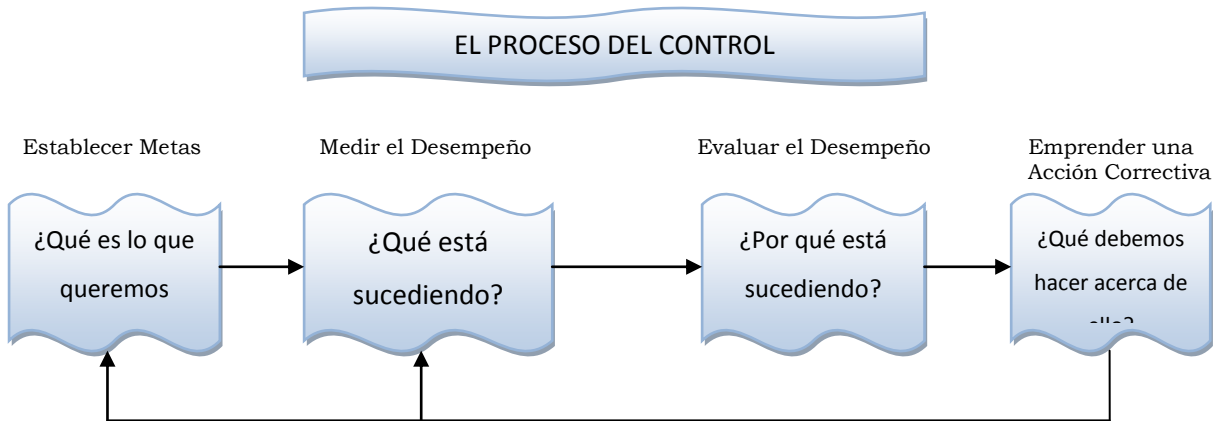 EL PROCESO DEL CONTROL
Establecer Metas
Medir el Desempeño
Evaluar el Desempeño
Emprender una
Acción Correctiva
¿Qué es lo que
queremos
¿Qué está
sucediendo?
¿Por qué está
sucediendo?
¿Qué debemos
hacer acerca de